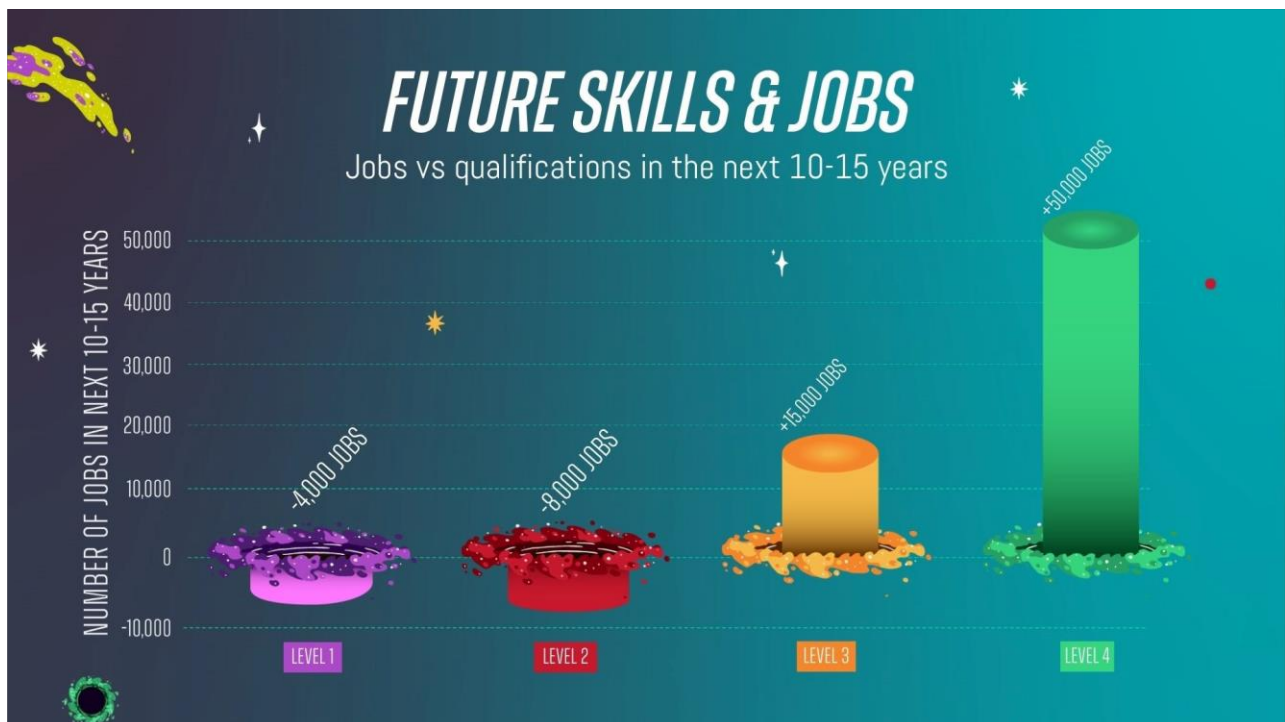 FUTURE SKILLS & JOBS
Jobs vs qualifications in the next 10-15 years
NUMBER OF JOBS IN NEXT 10-15 YEARS
50,000
40,000
30,000
20,000
10,000
0
-10,000
-4,000 JOBS
-8,000 JOBS
+15,000 JOBS
+50,000 JOBS
LEVEL 1
LEVEL 2
LEVEL 3
LEVEL 4